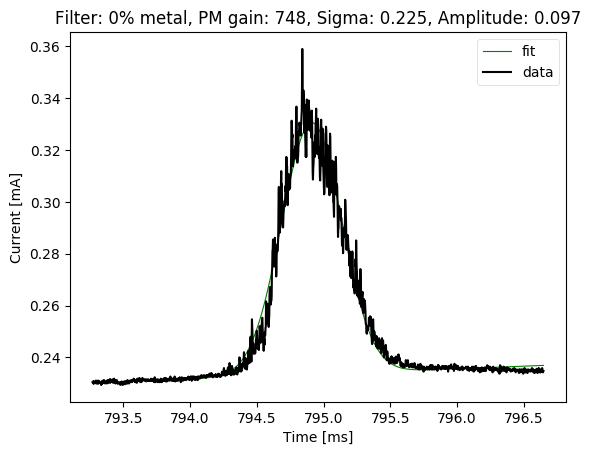 Filter: 0% metal, PM gain: 748, Sigma: 0.225, Amplitude: 0.097
fit
data
0.36
0.34
0.32
0.30
0.28
0.26
0.24
Current [mA]
793.5 794.0 794.5 795.0 795.5 796.0 796.5
Time [ms]